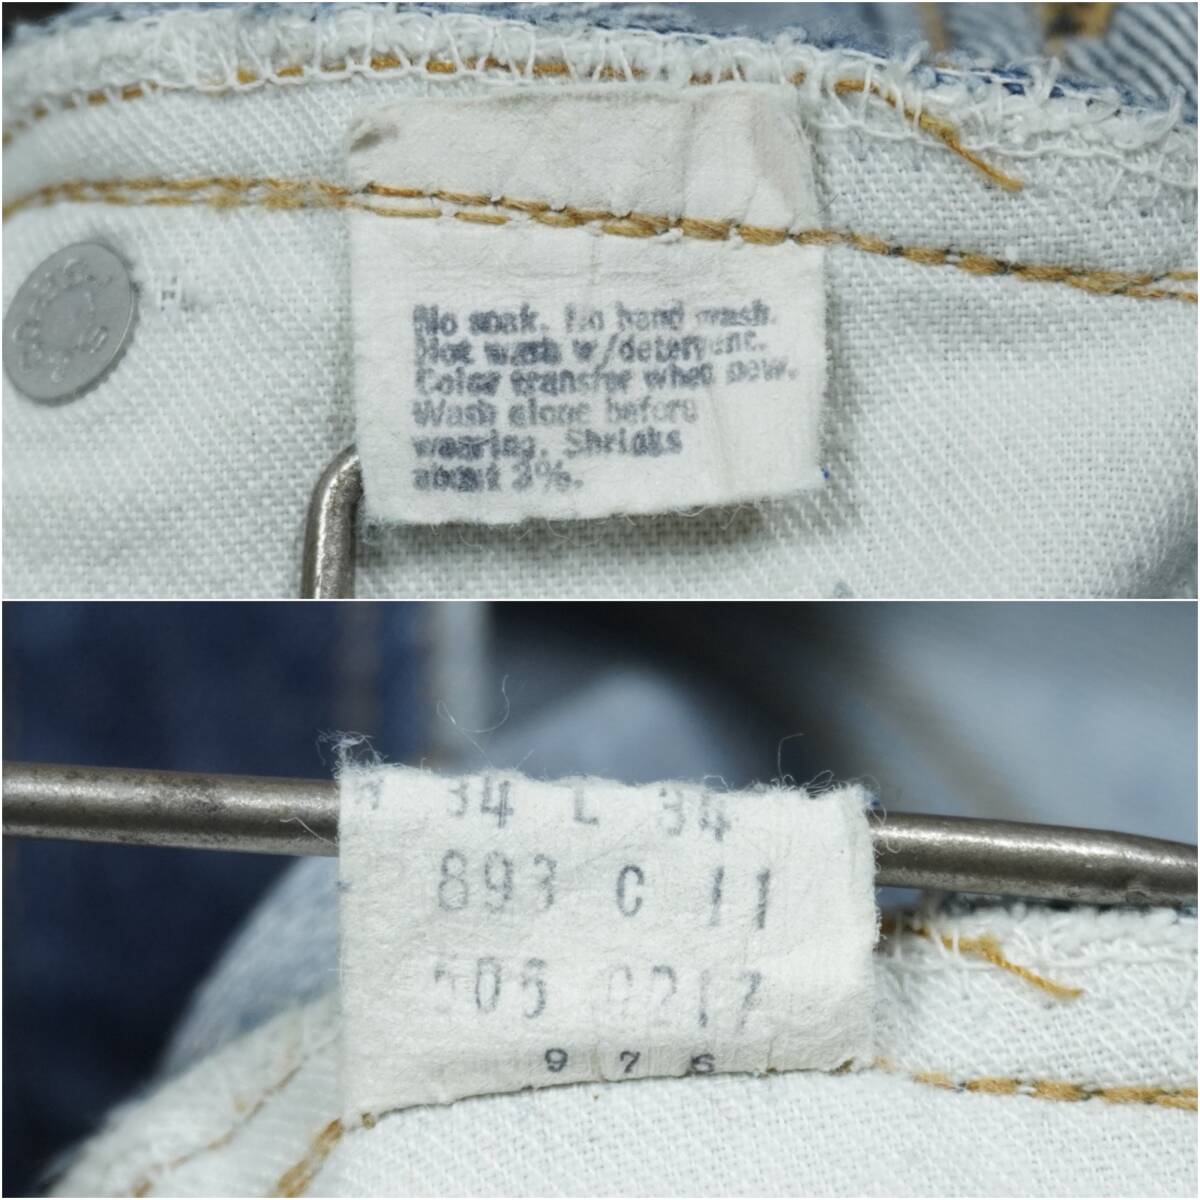 No soak. No hand wash.
Hot wash w/detergent.
Color transfer when new.
Wash alone before
wearing. Shrinks
about 3%.
W 34 L 34
893 C 11
505 0217
9 7 6